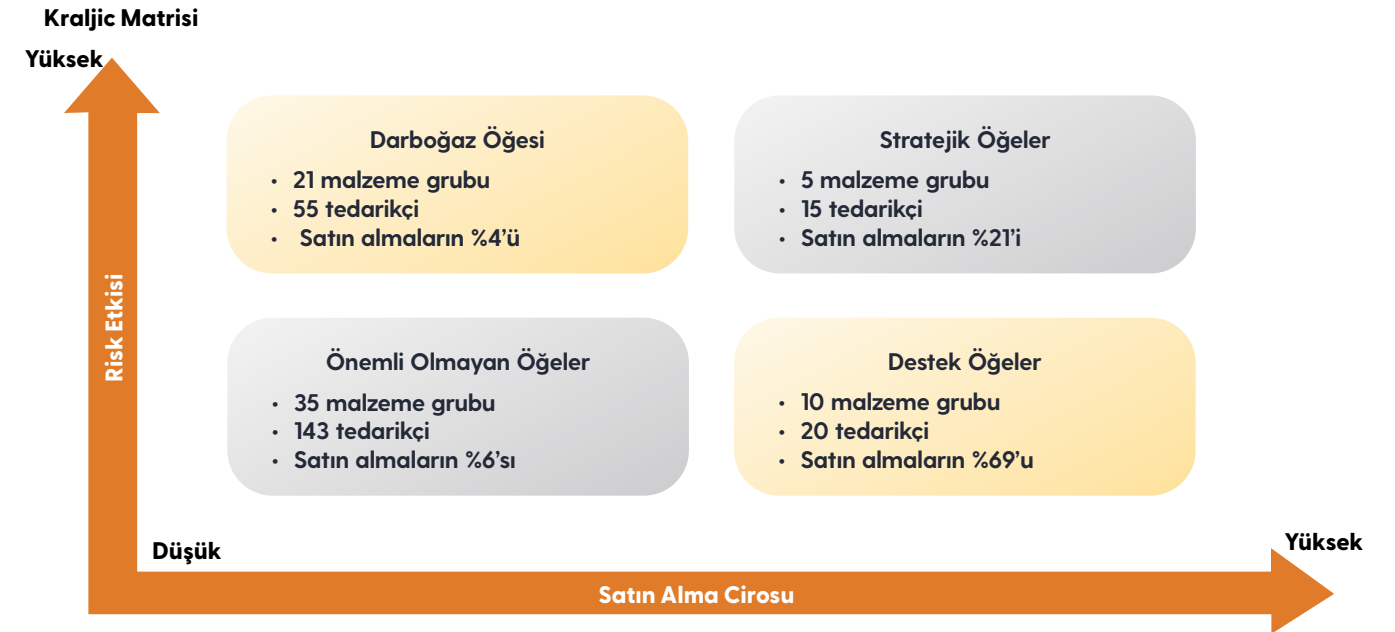 Kraljic Matrisi
Yüksek
Darboğaz Öğesi
• 21 malzeme grubu
• 55 tedarikçi
• Satın almaların %4’ü
Stratejik Öğeler
• 5 malzeme grubu
• 15 tedarikçi
• Satın almaların %21’i
Risk Etkisi
Önemli Olmayan Öğeler
• 35 malzeme grubu
• 143 tedarikçi
• Satın almaların %6’sı
Destek Öğeler
• 10 malzeme grubu
• 20 tedarikçi
• Satın almaların %69’u
Düşük
Yüksek
Satın Alma Cirosu